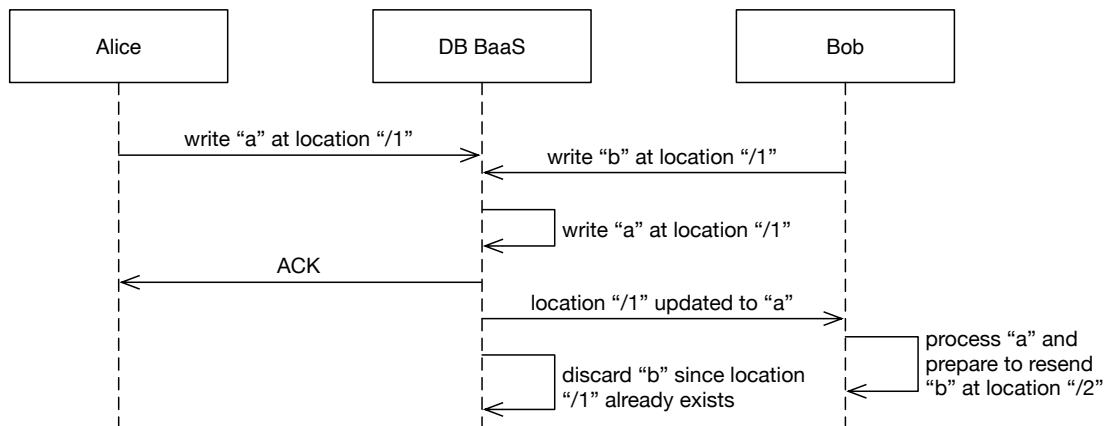 Alice
DB BaaS
Bob
write “a” at location “/1”
write “b” at location “/1”
write “a” at location “/1”
ACK
location “/1” updated to “a”
process “a” and
prepare to resend
“b” at location “/2”
discard “b” since location
“/1” already exists